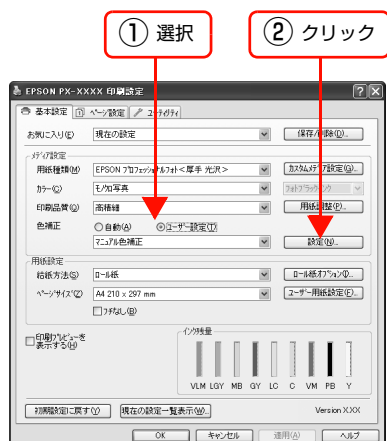 ① 選択
② クリック
EPSON PX-XXXX 印刷設定
基本設定 ページ設定 ユーティリティ
お気に入り(E) 現在の設定 保存/削除(D)...
メディア設定
用紙種類(M) EPSON プロフェッショナルフォト<厚手 光沢> カスタムメディア設定(G)...
カラー(C) モノクロ写真 フォトブラックインク
印刷品質(Q) 高精細 用紙調整(P)...
色補正 自動(A) ユーザー設定(T)
マニュアル色補正 設定(N)...
用紙設定
給紙方法(S) ロール紙 ロール紙オプション(J)...
ページサイズ(Z) A4 210 x 297 mm ユーザー用紙設定(F)...
フチなし(B)
印刷プレビューを
表示する(H)
インク残量
VLM LGY MB GY LC C VM PB Y
初期設定に戻す(Y) 現在の設定一覧表示(W)... Version X.XX
OK キャンセル 適用(A) ヘルプ